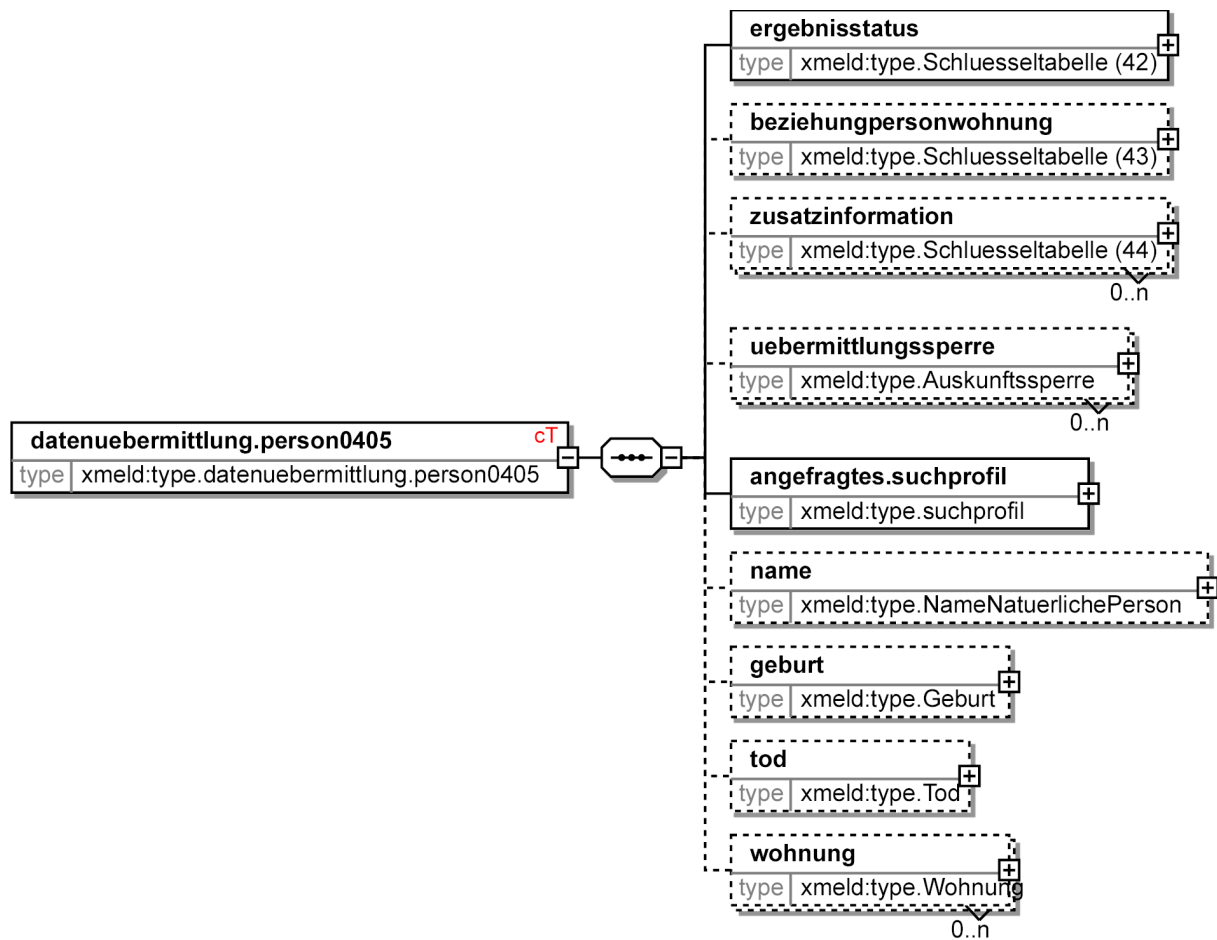 ergebnisstatus
type xmeld:type.Schluesseltabelle (42)
beziehungpersonwohnung
type xmeld:type.Schluesseltabelle (43)
zusatzinformation
type xmeld:type.Schluesseltabelle (44)
0..n
uebermittlungssperre
type xmeld:type.Auskunftssperre
0..n
datenuebermittlung.person0405 cT
type xmeld:type.datenuebermittlung.person0405
angefragtes.suchprofil
type xmeld:type.suchprofil
name
type xmeld:type.NameNatuerlichePerson
geburt
type xmeld:type.Geburt
tod
type xmeld:type.Tod
wohnung
type xmeld:type.Wohnung
0..n